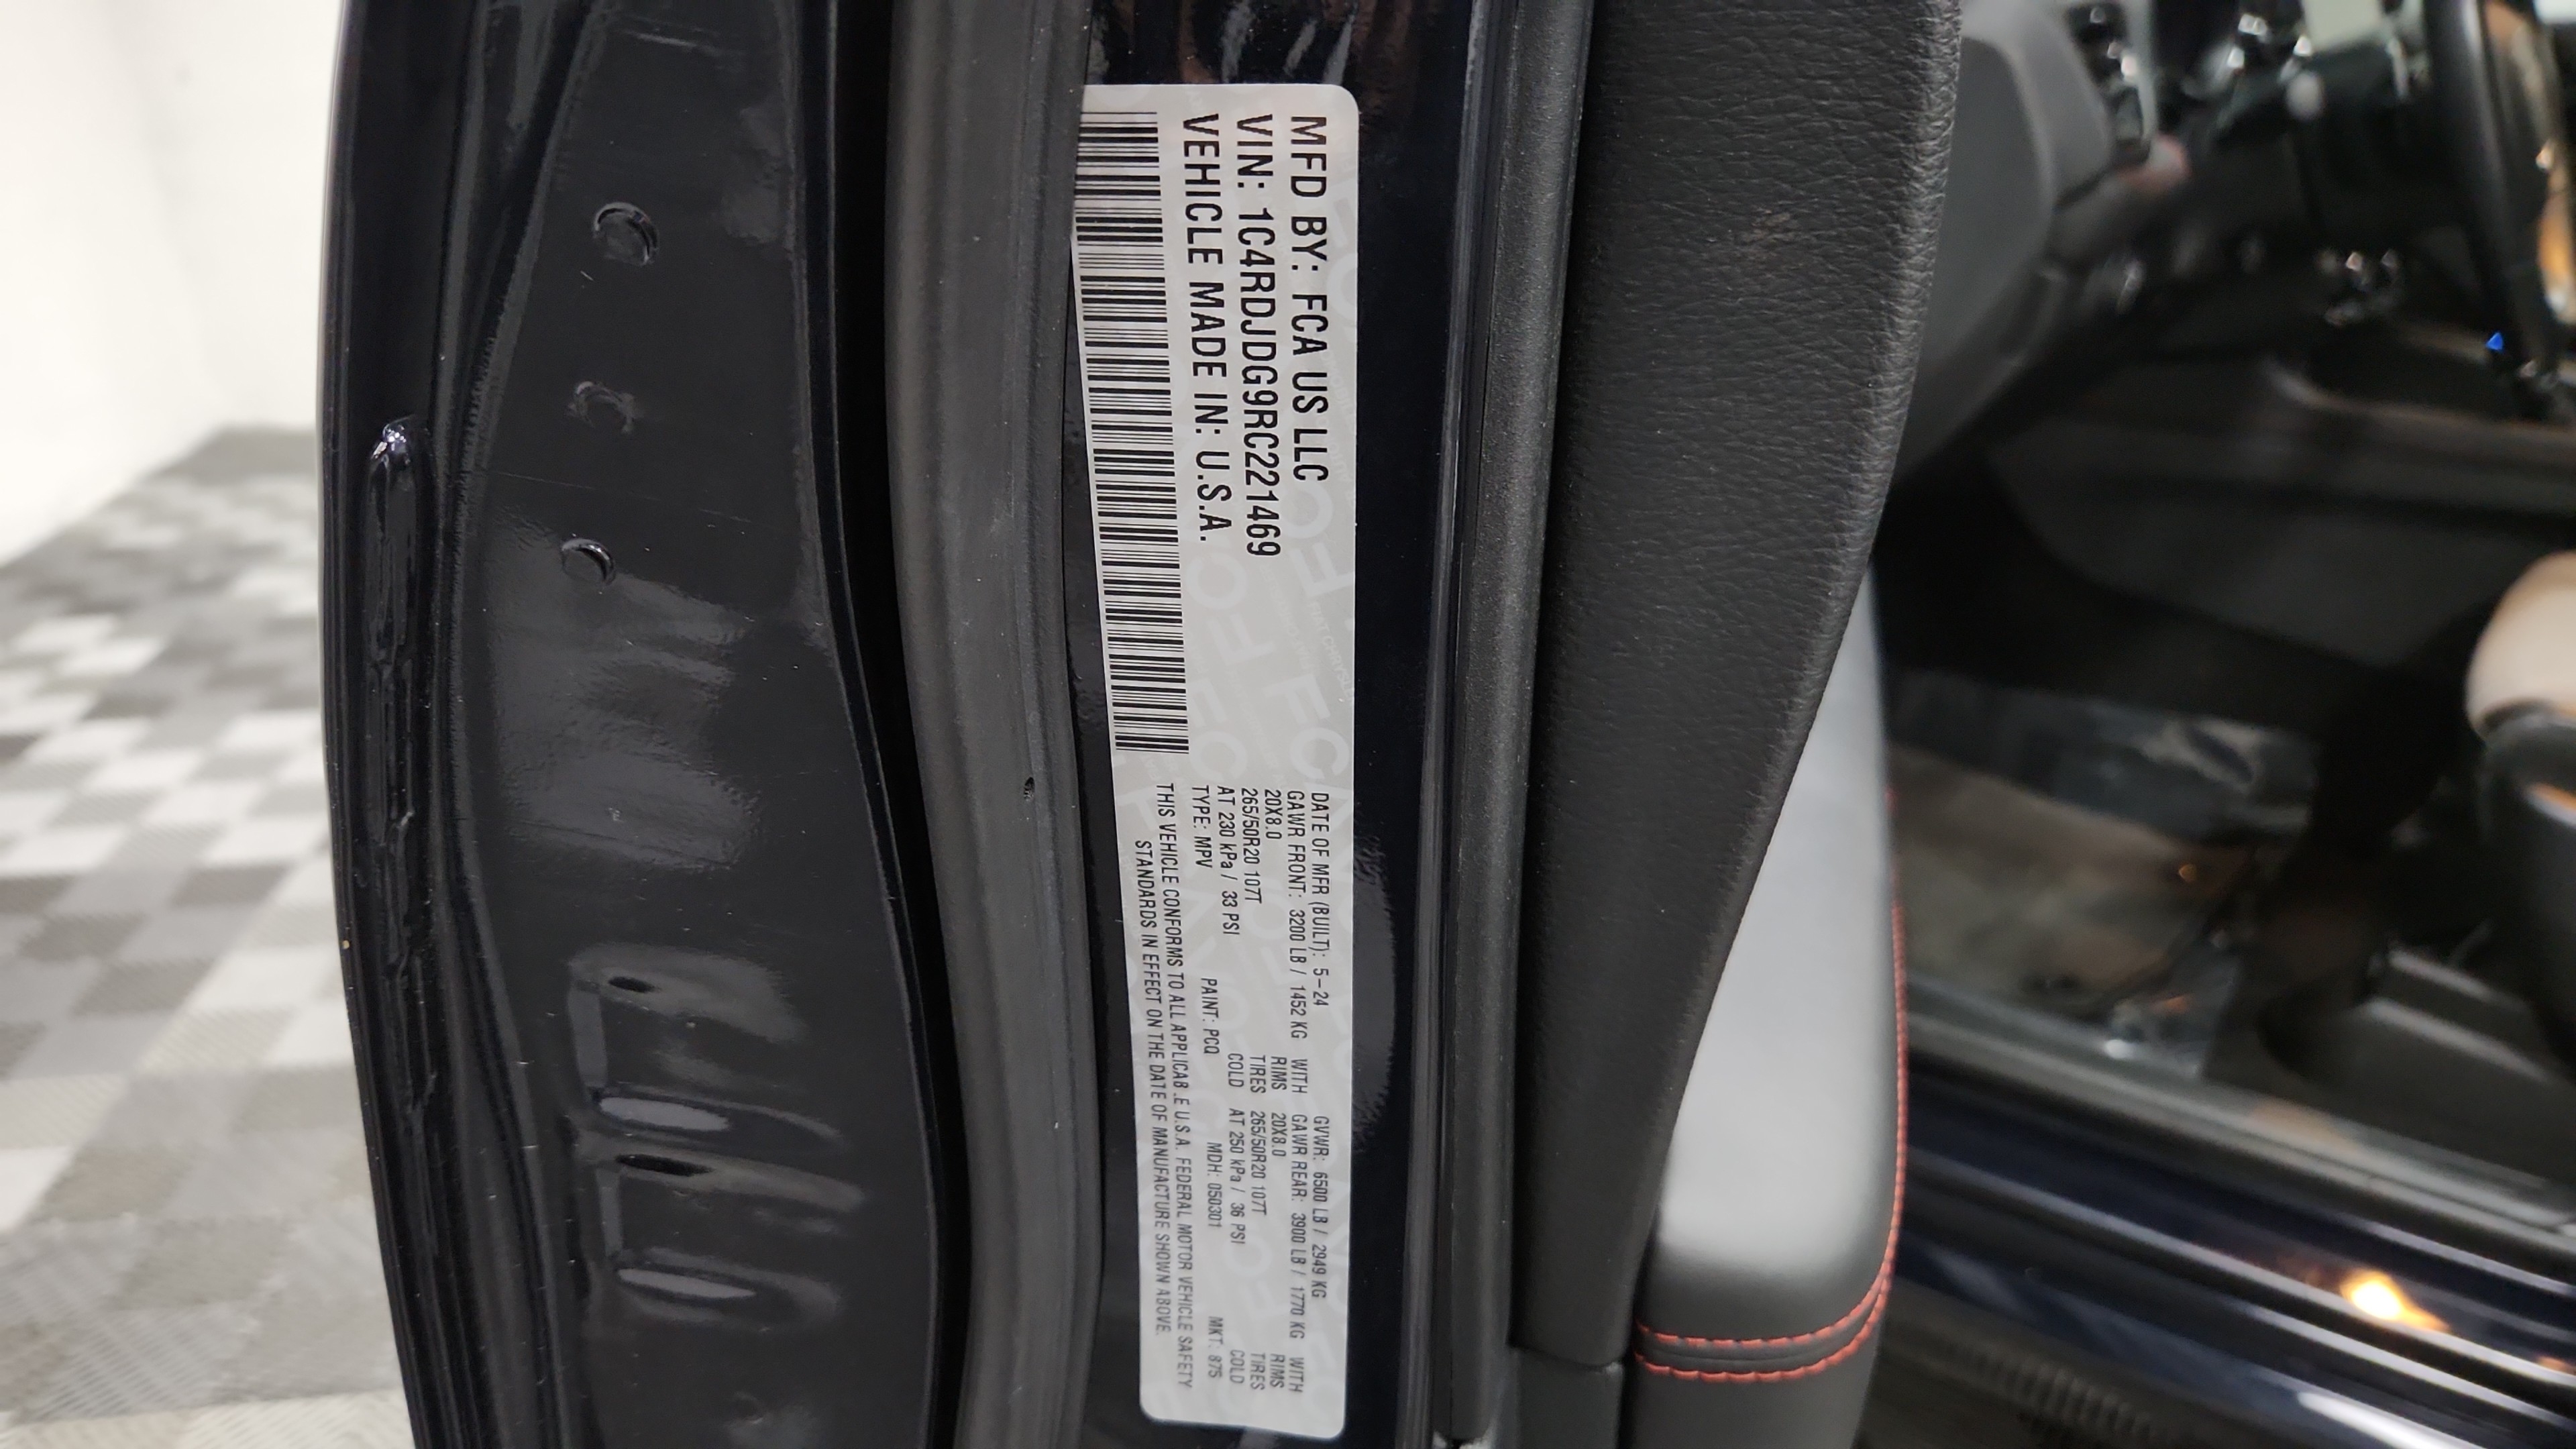 MFD BY: FCA US LLC
VIN: 1C4RDJDG9RC221469
VEHICLE MADE IN: U.S.A.
DATE OF MFR (BUILT): 5-24 GVWR: 6500 LB / 2949 KG
GAWR FRONT: 3200 LB / 1452 KG WITH GAWR REAR: 3900 LB / 1770 KG WITH
20X8.0 RIMS 20X8.0 RIMS
265/50R20 107T TIRES 265/50R20 107T TIRES
AT 230 kPa / 33 PSI COLD AT 250 kPa / 36 PSI COLD
TYPE: MPV PAINT: PCQ MDH: 050301 MKT: 875
THIS VEHICLE CONFORMS TO ALL APPLICABLE U.S.A. FEDERAL MOTOR VEHICLE SAFETY
STANDARDS IN EFFECT ON THE DATE OF MANUFACTURE SHOWN ABOVE.